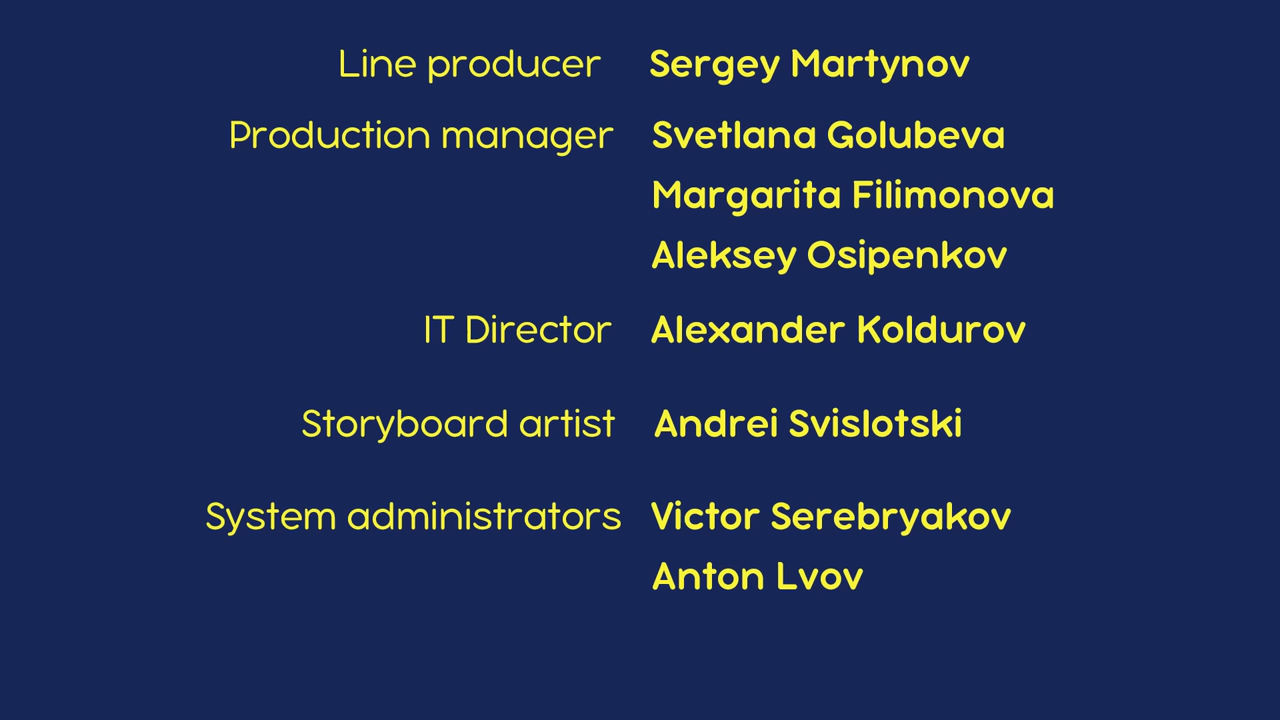 Line producer Sergey Martynov
Production manager Svetlana Golubeva
Margarita Filimonova
Aleksey Osipenkov
IT Director Alexander Koldurov
Storyboard artist Andrei Svislotski
System administrators Victor Serebryakov
Anton Lvov